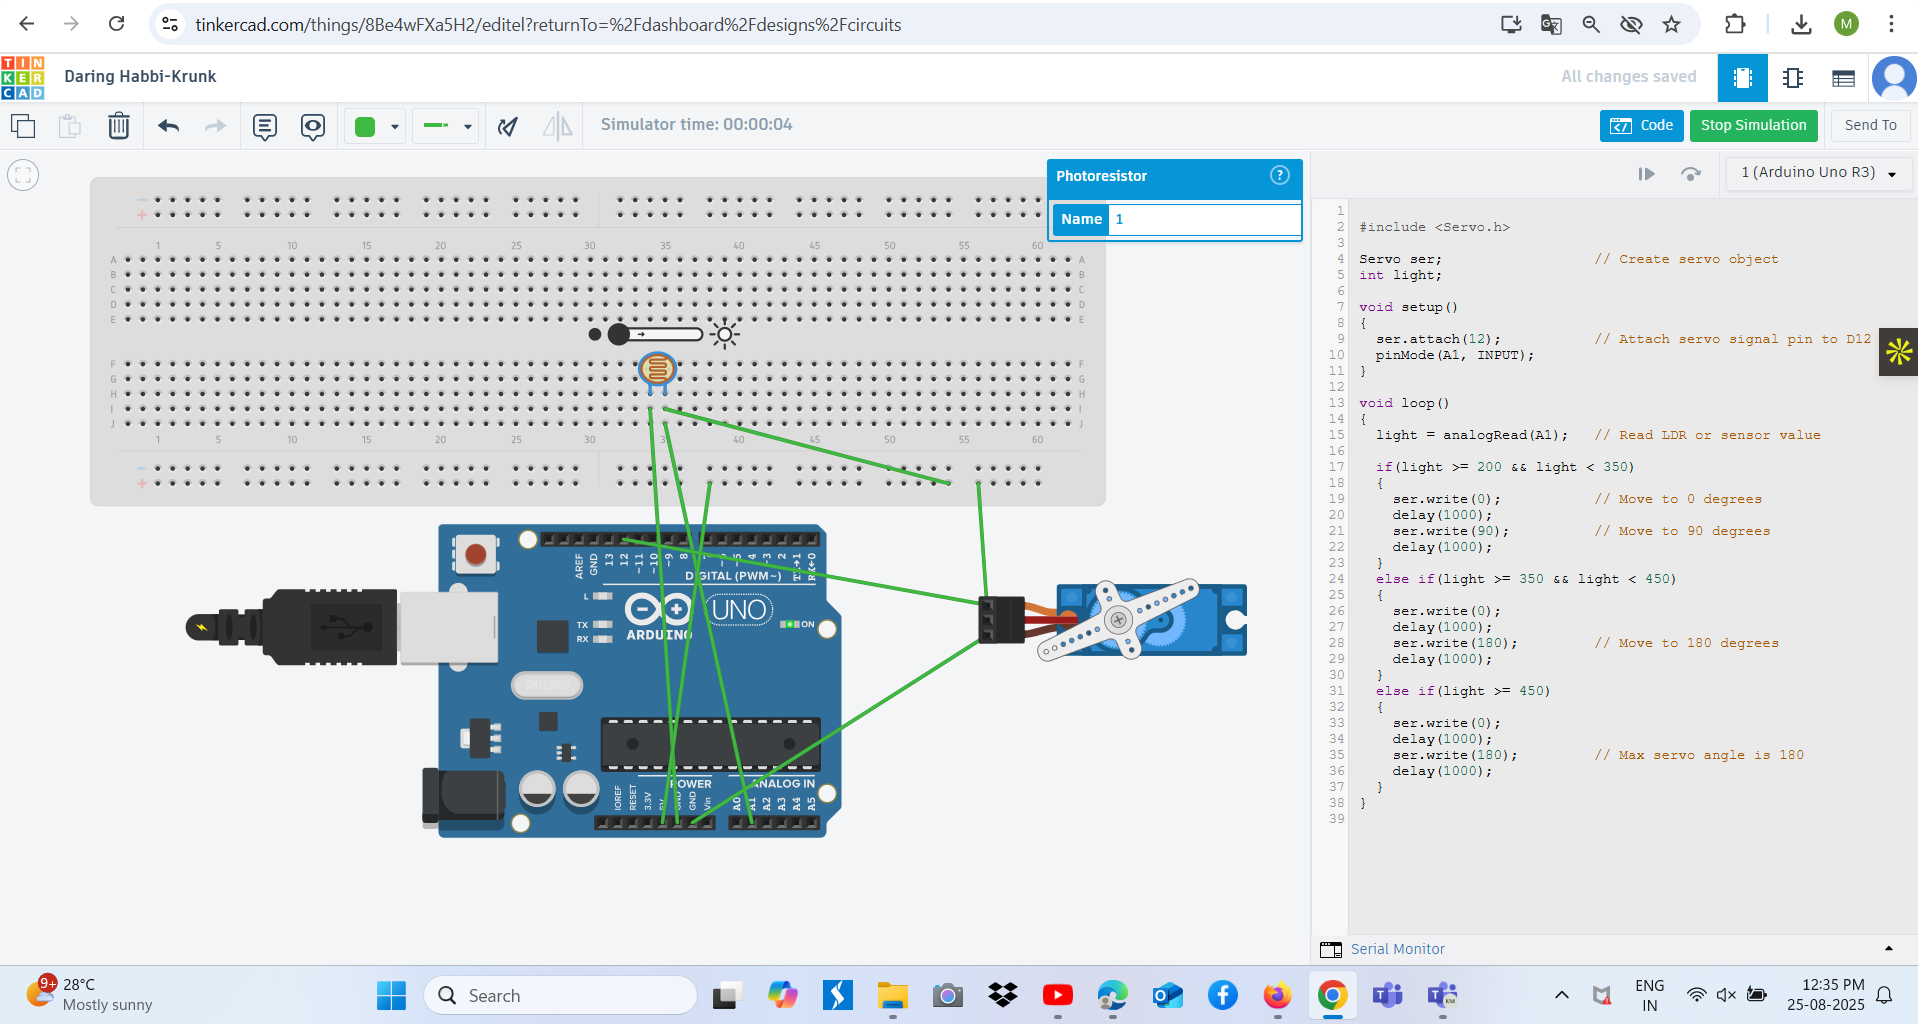 tinkercad.com/things/8Be4wFXa5H2/editel?returnTo=%2Fdashboard%2Fdesigns%2Fcircuits
M
TIN
KER
CAD
Daring Habbi-Krunk
All changes saved
Simulator time: 00:00:04
Code
Stop Simulation
Send To
Photoresistor
?
Name
1
1 (Arduino Uno R3)
1 5 10 15 20 25 30 35 40 45 50 55 60
A A
B B
C C
D D
E E
F F
G G
H H
I I
J J
1 5 10 15 20 25 30 40 45 50 55 60
AREF
GND
13
12
~11
~10
~9
8
~5
4
~3
2
TX→1
RX←0
DIGITAL (PWM~)
L
TX
RX
UNO
ARDUINO
ON
POWER
ANALOG IN
IOREF
RESET
3.3V
5V
GND
GND
Vin
A0
A1
A2
A3
A4
A5
1
2 #include <Servo.h>
3
4 Servo ser; // Create servo object
5 int light;
6
7 void setup()
8 {
9 ser.attach(12); // Attach servo signal pin to D12
10 pinMode(A1, INPUT);
11 }
12
13 void loop()
14 {
15 light = analogRead(A1); // Read LDR or sensor value
16
17 if(light >= 200 && light < 350)
18 {
19 ser.write(0); // Move to 0 degrees
20 delay(1000);
21 ser.write(90); // Move to 90 degrees
22 delay(1000);
23 }
24 else if(light >= 350 && light < 450)
25 {
26 ser.write(0);
27 delay(1000);
28 ser.write(180); // Move to 180 degrees
29 delay(1000);
30 }
31 else if(light >= 450)
32 {
33 ser.write(0);
34 delay(1000);
35 ser.write(180); // Max servo angle is 180
36 delay(1000);
37 }
38 }
39
Serial Monitor
9+
28°C
Mostly sunny
Search
ENG
IN
12:35 PM
25-08-2025